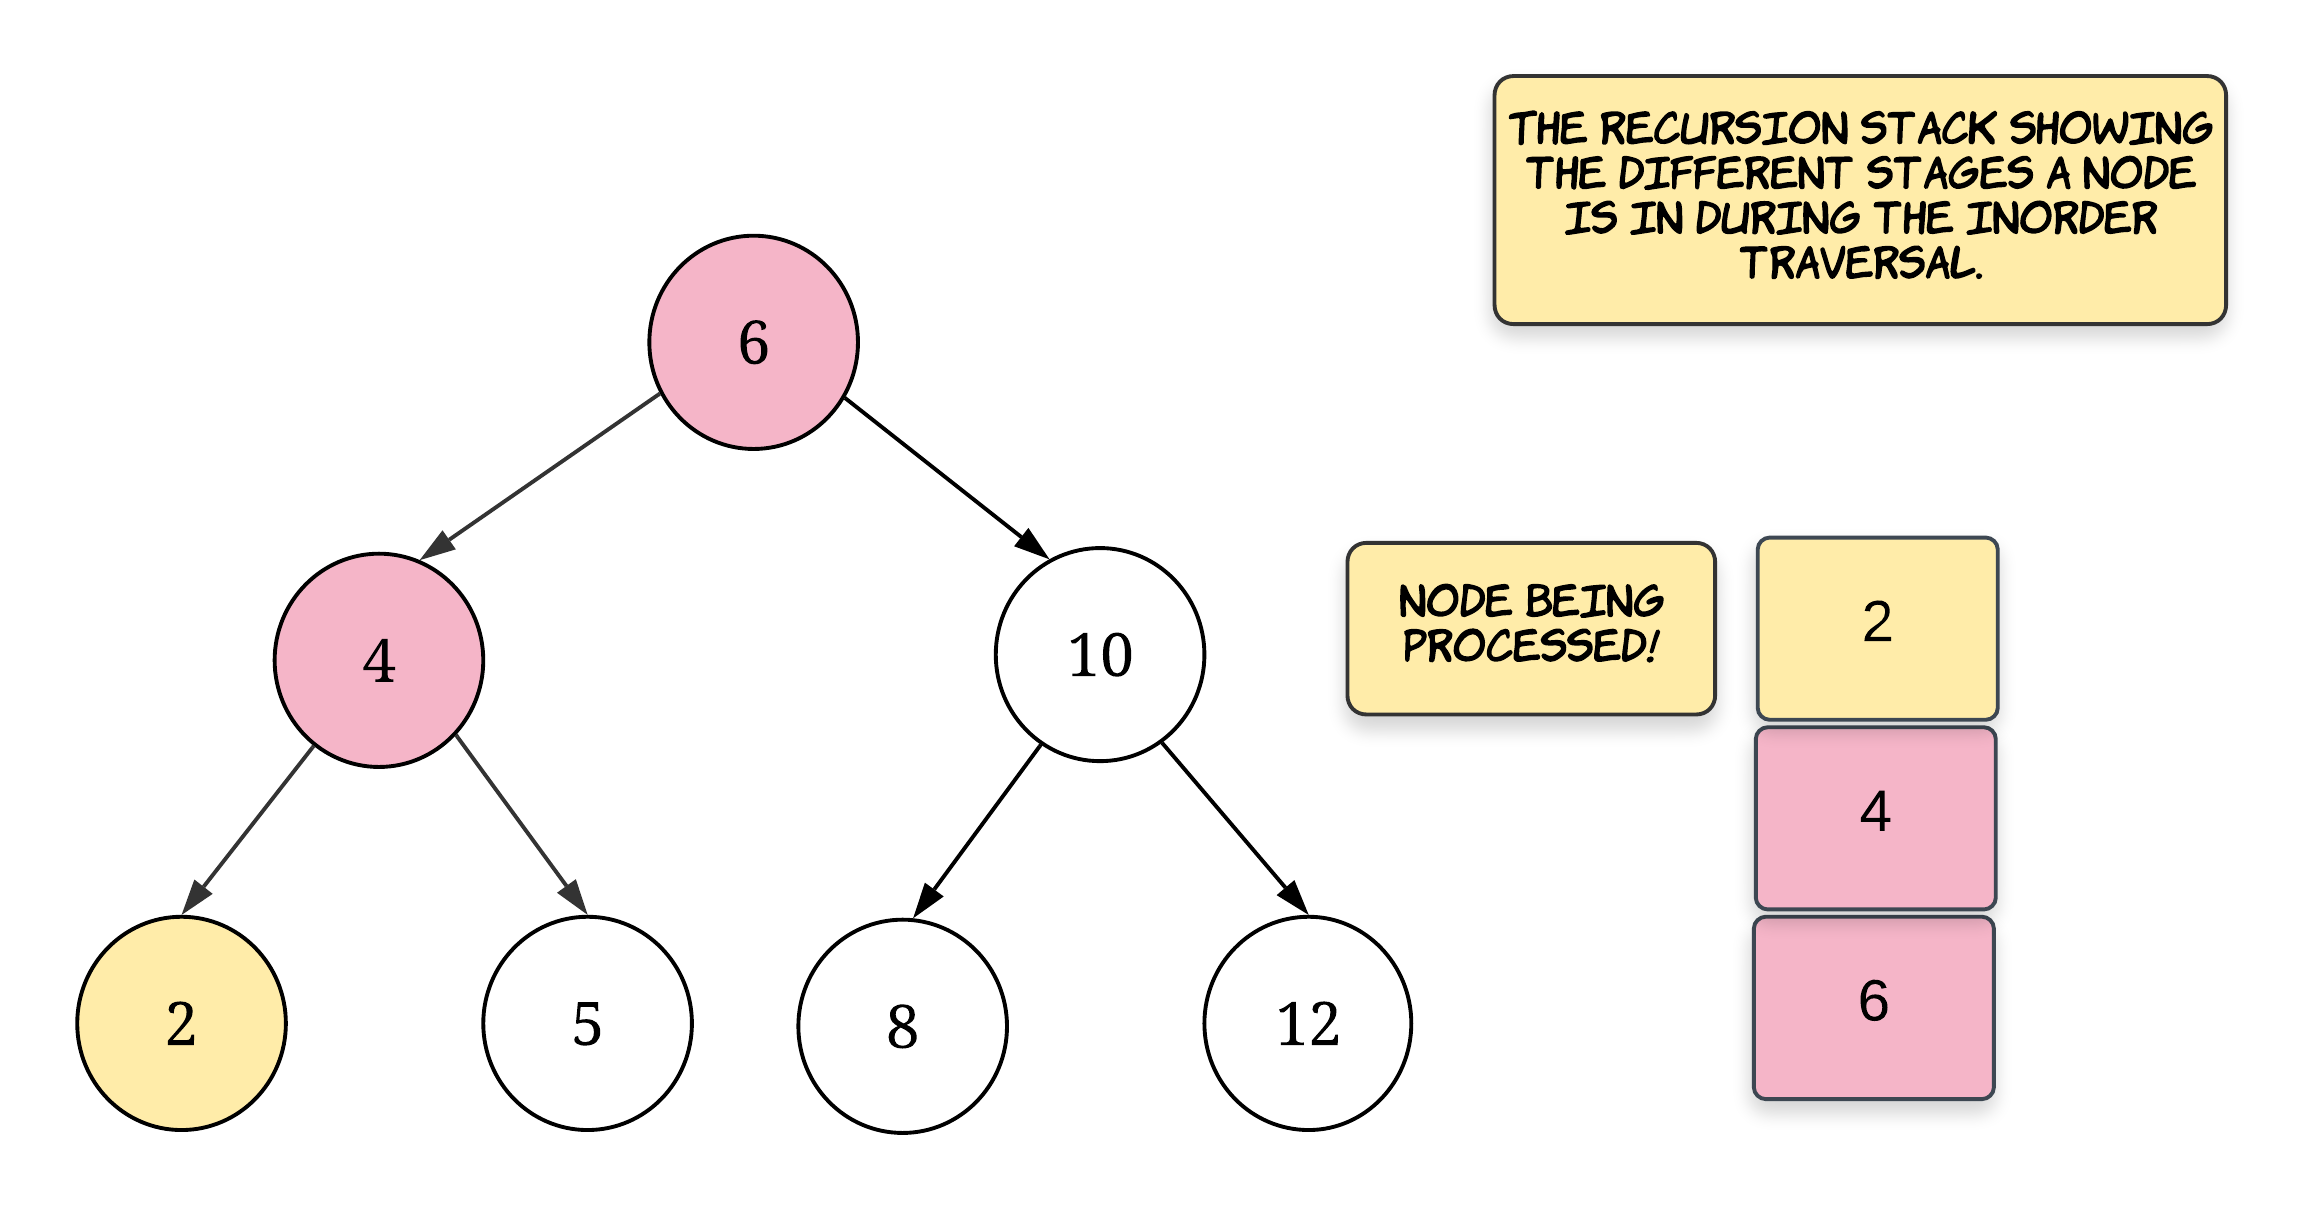 THE RECURSION STACK SHOWING
THE DIFFERENT STAGES A NODE
IS IN DURING THE INORDER
TRAVERSAL.
6
4
10
NODE BEING
PROCESSED!
2
4
2
5
8
12
6